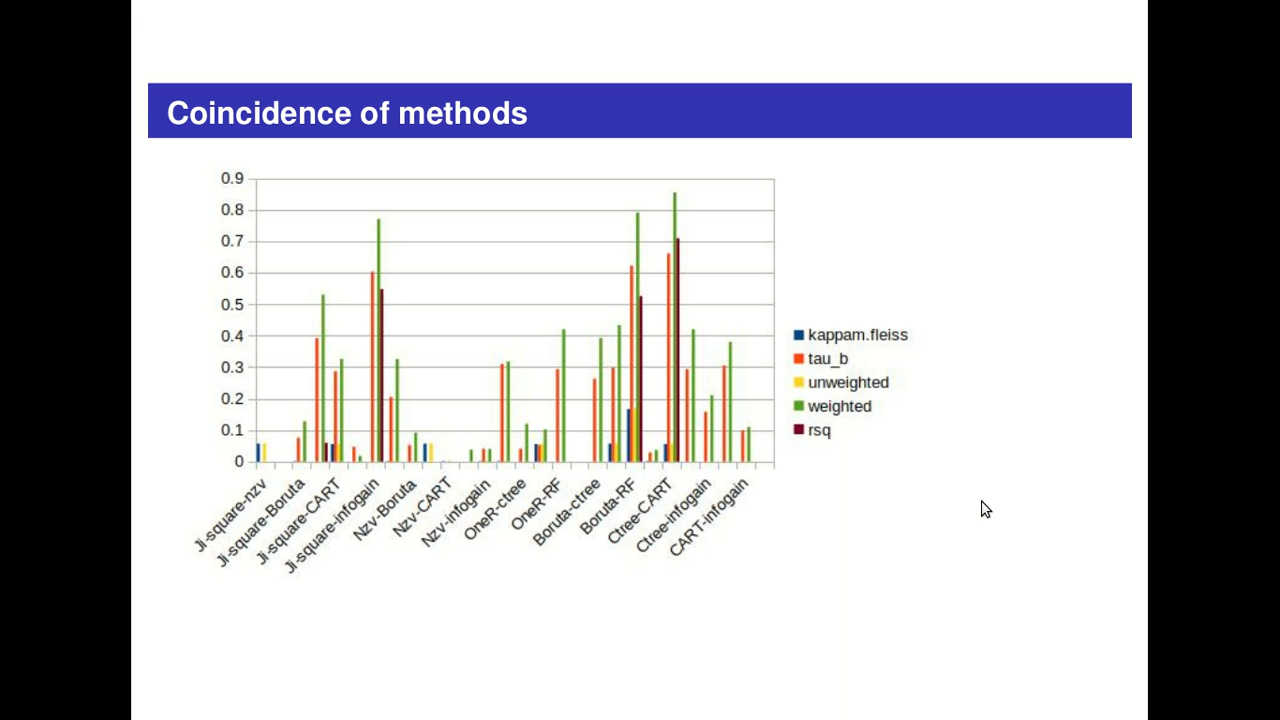 Coincidence of methods
0.9
0.8
0.7
0.6
0.5
0.4
0.3
0.2
0.1
0
Ji-square-nzv
Ji-square-Boruta
Ji-square-CART
Ji-square-infogain
Nzv-Boruta
Nzv-CART
Nzv-infogain
OneR-ctree
OneR-RF
Boruta-ctree
Boruta-RF
Ctree-CART
Ctree-infogain
CART-infogain
kappam.fleiss
tau_b
unweighted
weighted
rsq